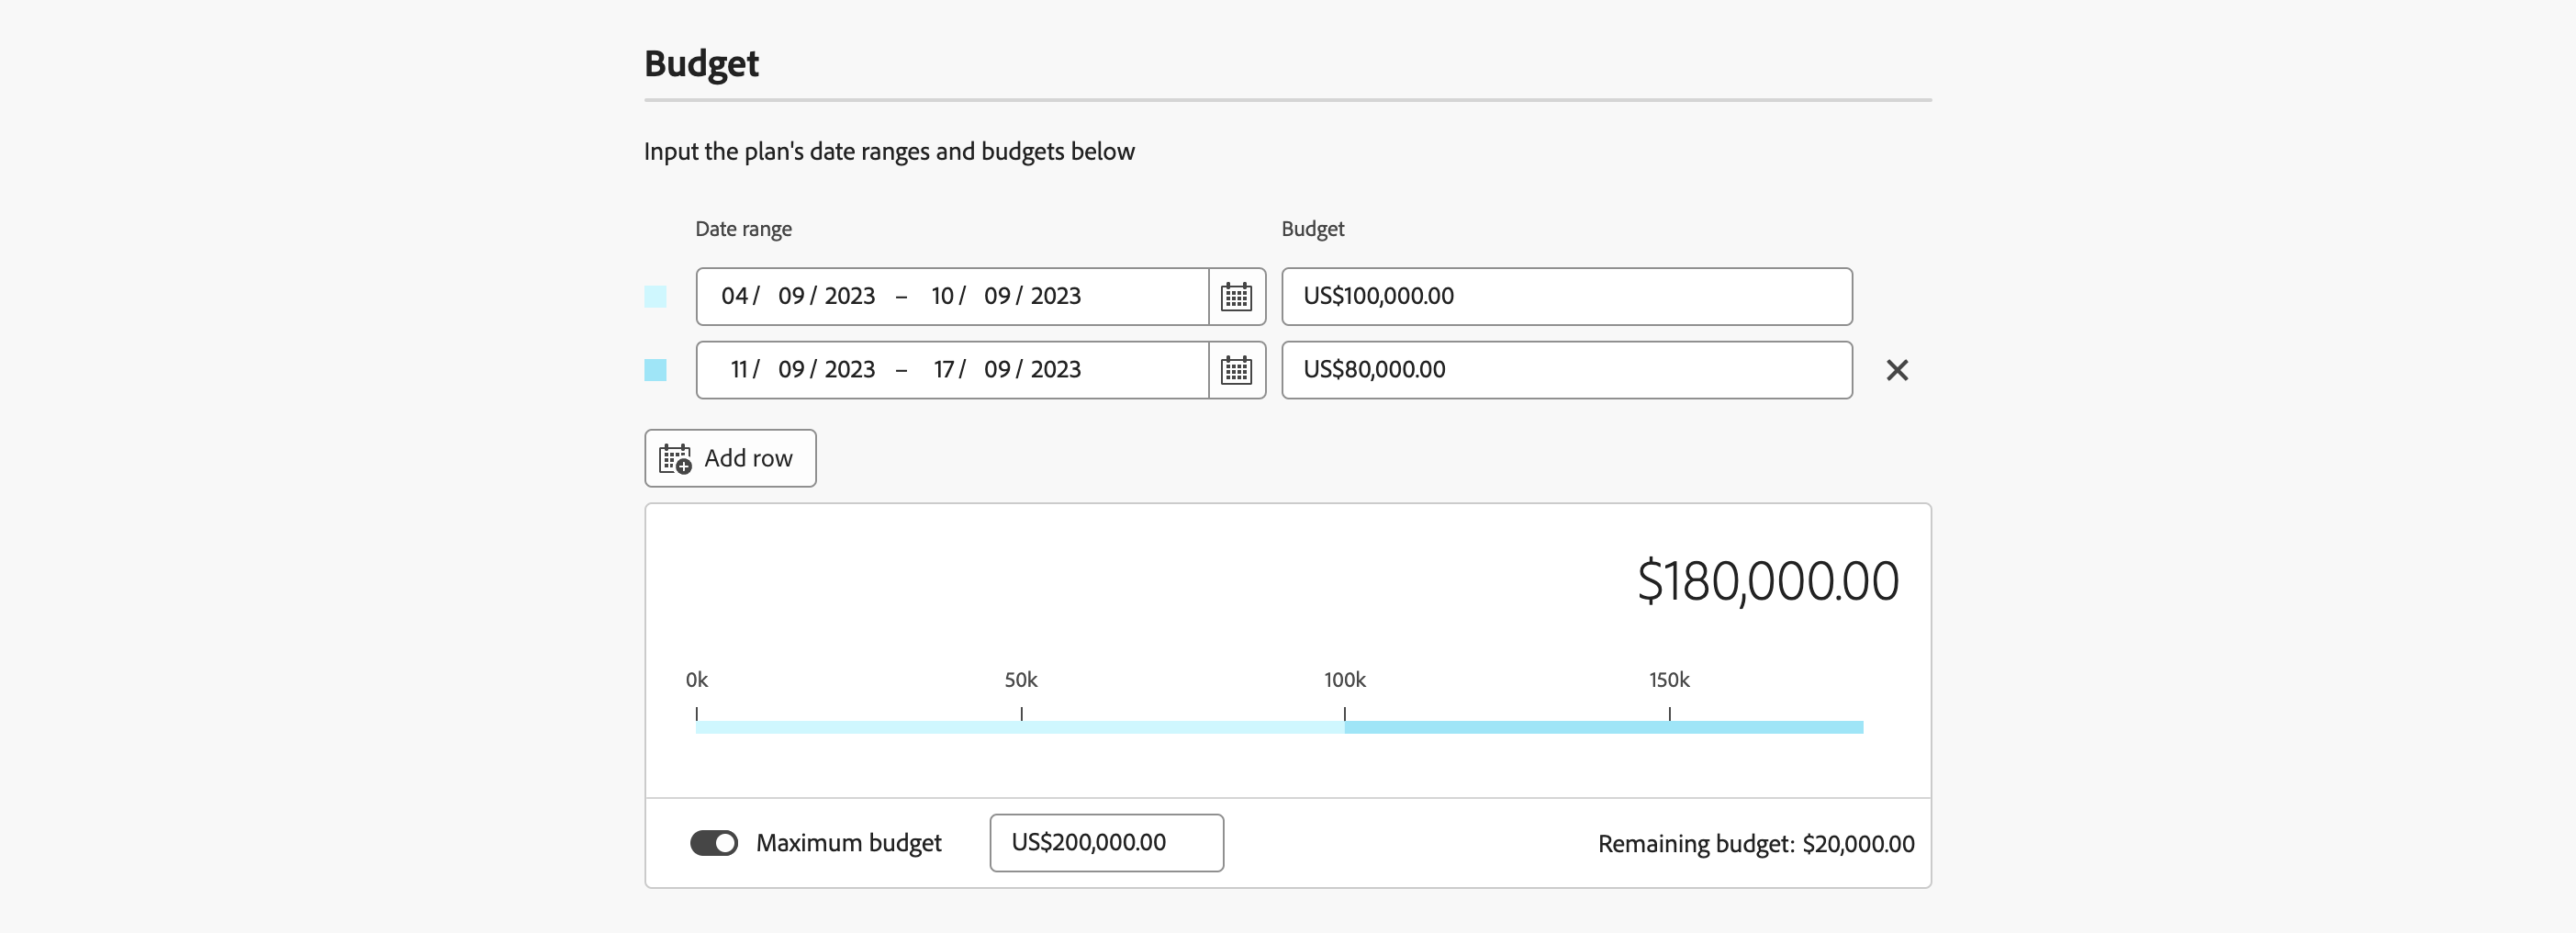 Budget
Input the plan's date ranges and budgets below
Date range Budget
04 / 09 / 2023 – 10 / 09 / 2023 US$100,000.00
11 / 09 / 2023 – 17 / 09 / 2023 US$80,000.00
Add row
$180,000.00
0k 50k 100k 150k
Maximum budget US$200,000.00 Remaining budget: $20,000.00